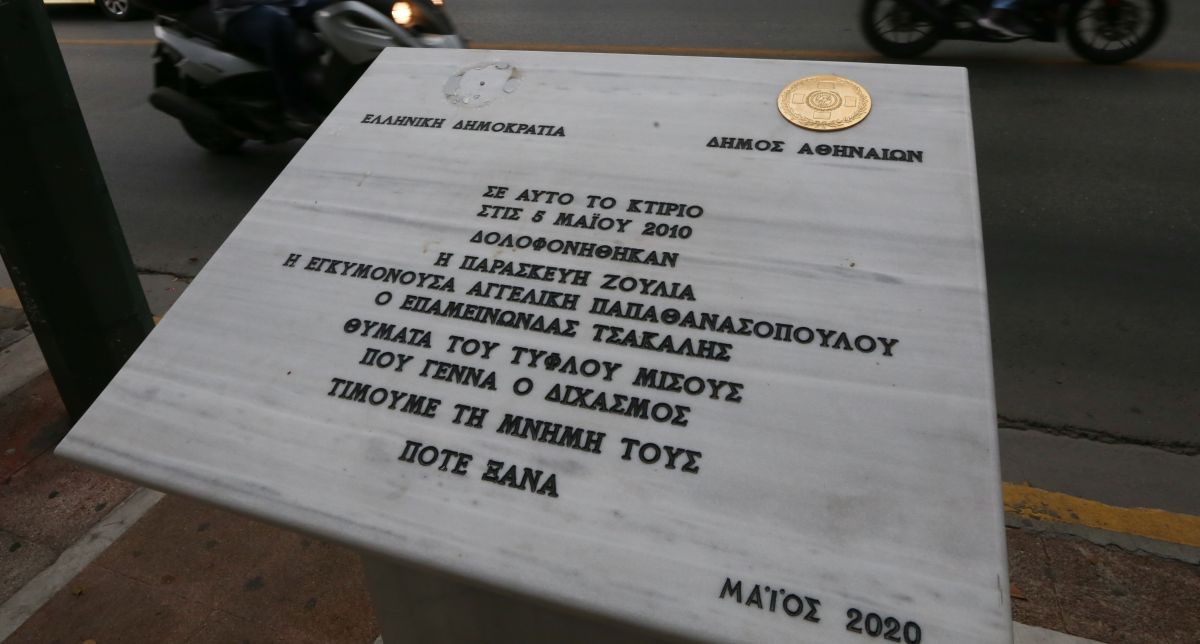 ΕΛΛΗΝΙΚΗ ΔΗΜΟΚΡΑΤΙΑ
ΔΗΜΟΣ ΑΘΗΝΑΙΩΝ
ΣΕ ΑΥΤΟ ΤΟ ΚΤΙΡΙΟ
ΣΤΙΣ 5 ΜΑΪΟΥ 2010
ΔΟΛΟΦΟΝΗΘΗΚΑΝ
Η ΠΑΡΑΣΚΕΥΗ ΖΟΥΛΙΑ
Η ΕΓΚΥΜΟΝΟΥΣΑ ΑΓΓΕΛΙΚΗ ΠΑΠΑΘΑΝΑΣΟΠΟΥΛΟΥ
Ο ΕΠΑΜΕΙΝΩΝΔΑΣ ΤΣΑΚΑΛΗΣ
ΘΥΜΑΤΑ ΤΟΥ ΤΥΦΛΟΥ ΜΙΣΟΥΣ
ΠΟΥ ΓΕΝΝΑ Ο ΔΙΧΑΣΜΟΣ
ΤΙΜΟΥΜΕ ΤΗ ΜΝΗΜΗ ΤΟΥΣ
ΠΟΤΕ ΞΑΝΑ
ΜΑΪΟΣ 2020